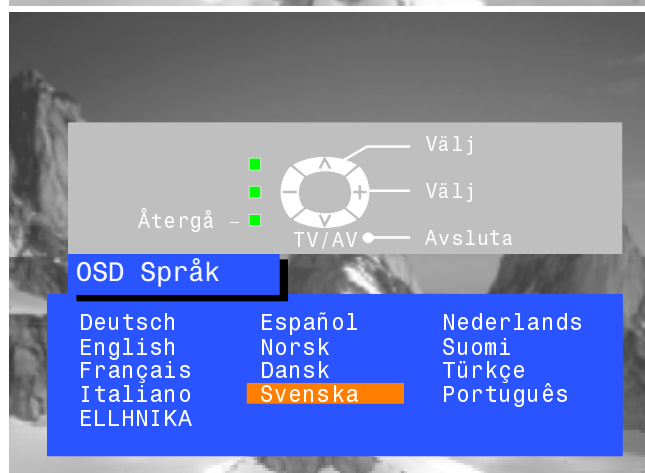 Välj
Välj
Återgå –
TV/AV
Avsluta
OSD Språk
Deutsch Español Nederlands
English Norsk Suomi
Français Dansk Türkçe
Italiano Svenska Português
ELLHNIKA